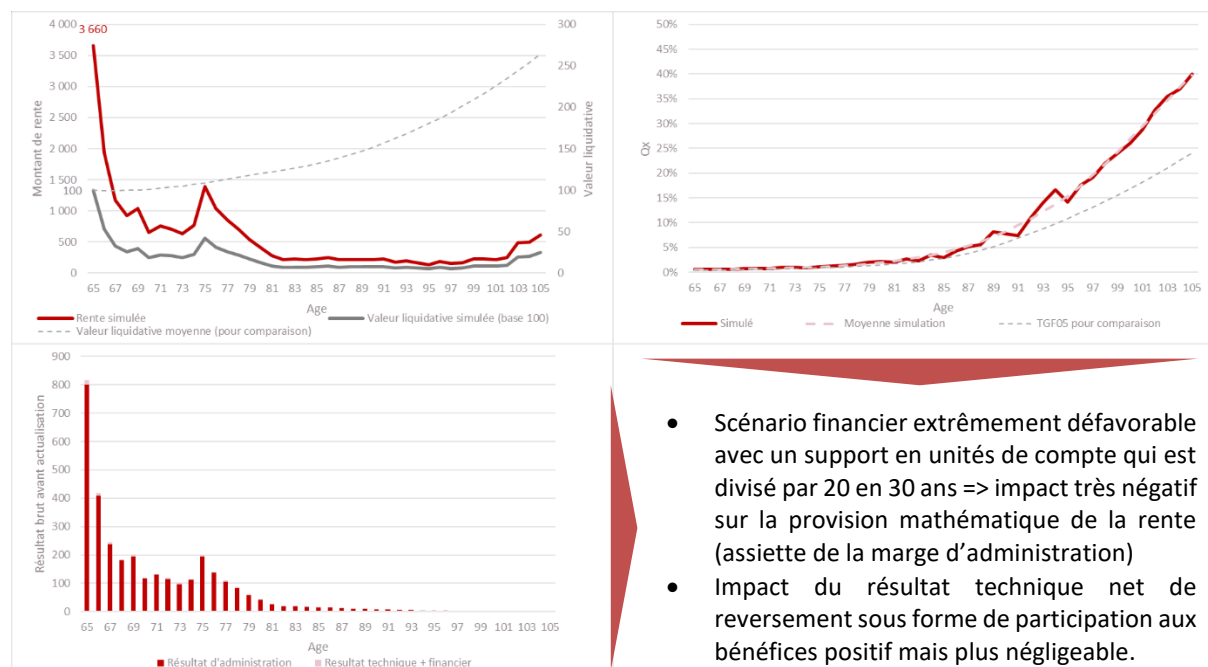 3 660
4 000
3 500
3 000
2 500
2 000
1 500
100
1 000
500
0
Montant de rente
300
250
200
150
100
50
0
Valeur liquidative
65 67 69 71 73 75 77 79 81 83 85 87 89 91 93 95 97 99 101 103 105
Age
Rente simulée
Valeur liquidative simulée (base 100)
Valeur liquidative moyenne (pour comparaison)
50%
45%
40%
35%
30%
25%
20%
15%
10%
5%
0%
Qx
65 67 69 71 73 75 77 79 81 83 85 87 89 91 93 95 97 99 101 103 105
Age
Simulé
Moyenne simulation
TGF05 pour comparaison
900
800
700
600
500
400
300
200
100
0
Résultat brut avant actualisation
65 67 69 71 73 75 77 79 81 83 85 87 89 91 93 95 97 99 101 103 105
Age
Résultat d'administration
Resultat technique + financier
• Scénario financier extrêmement défavorable
avec un support en unités de compte qui est
divisé par 20 en 30 ans => impact très négatif
sur la provision mathématique de la rente
(assiette de la marge d’administration)
• Impact du résultat technique net de
reversement sous forme de participation aux
bénéfices positif mais plus négligeable.